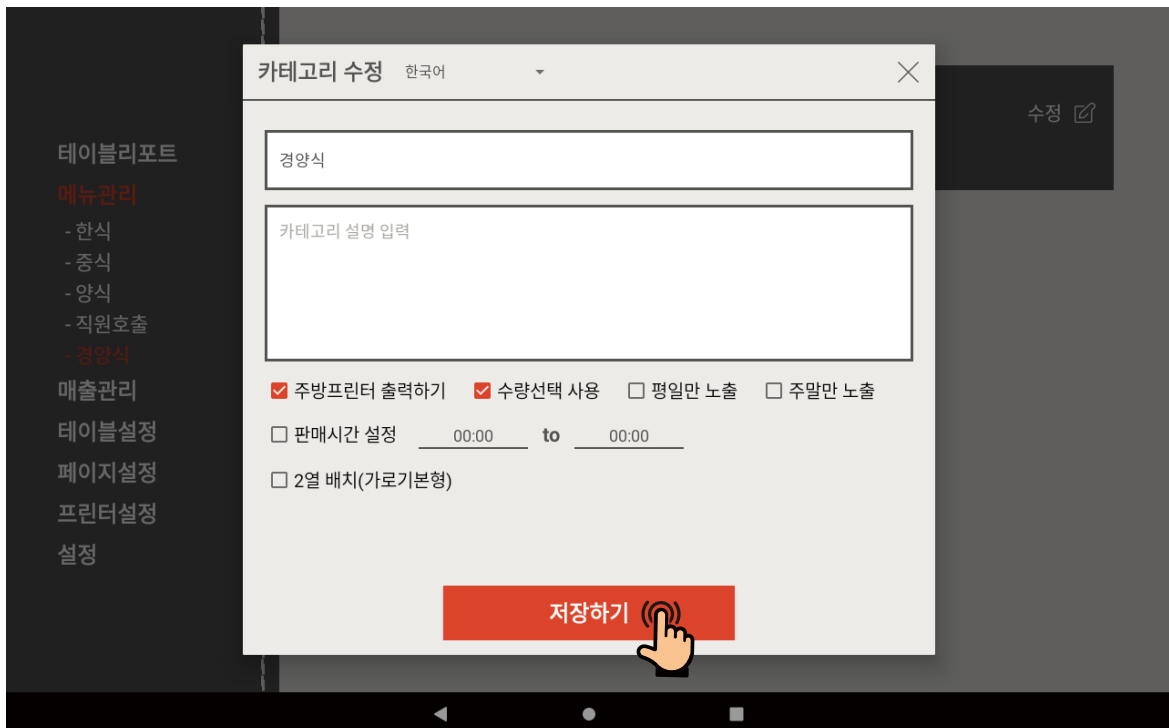 카테고리 수정 한국어
수정
테이블리포트
메뉴관리
- 한식
- 중식
- 양식
- 직원호출
- 경양식
매출관리
테이블설정
페이지설정
프린터설정
설정
경양식
카테고리 설명 입력
주방프린터 출력하기 수량선택 사용 평일만 노출 주말만 노출
판매시간 설정 00:00 to 00:00
2열 배치(가로기본형)
저장하기